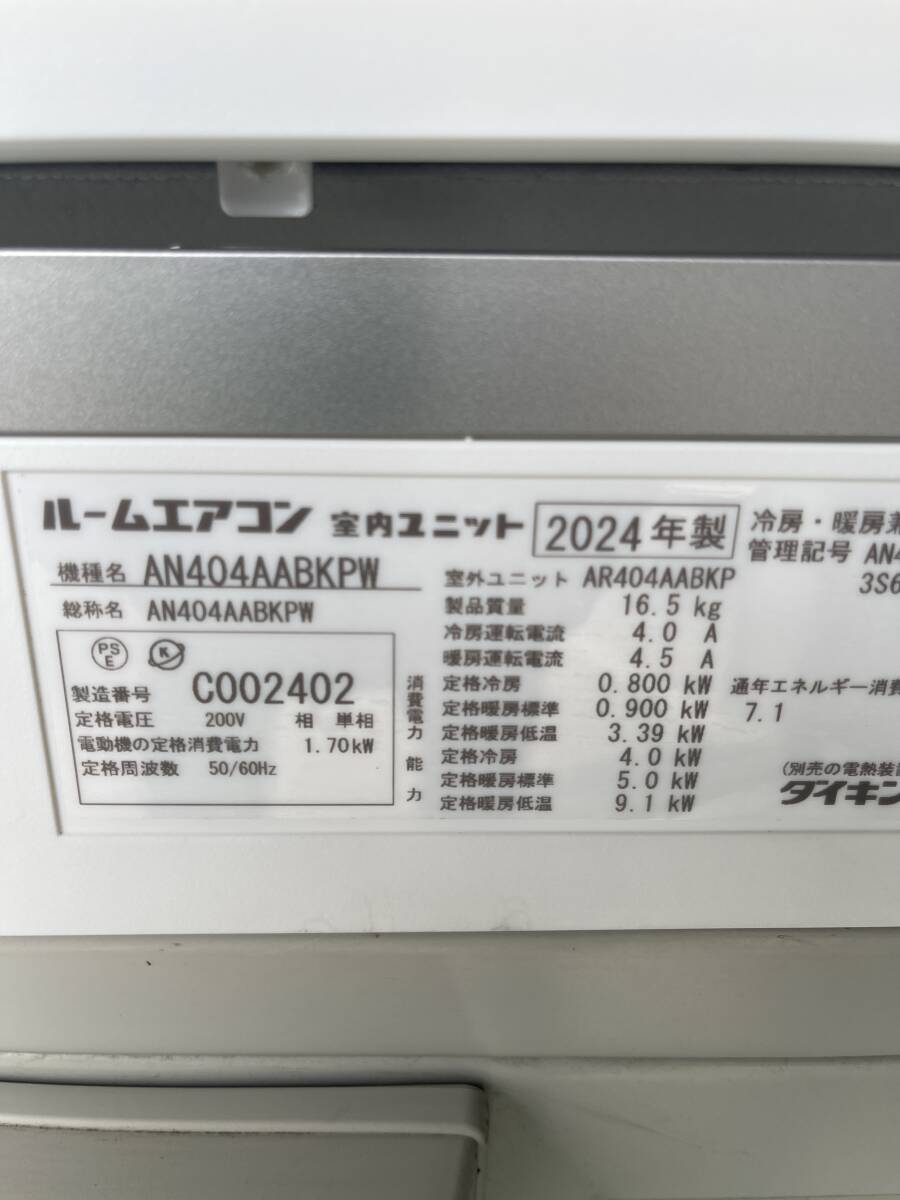 ルームエアコン 室内ユニット 2024年製
機種名 AN404AABKPW
総称名 AN404AABKPW
PS
E
K
製造番号 C002402
定格電圧 200V 相 単相
電動機の定格消費電力 1.70kW
定格周波数 50/60Hz
室外ユニット AR404AABKP
製品質量 16.5 kg
冷房運転電流 4.0 A
暖房運転電流 4.5 A
消費電力
定格冷房 0.800 kW
定格暖房標準 0.900 kW
定格暖房低温 3.39 kW
能力
定格冷房 4.0 kW
定格暖房標準 5.0 kW
定格暖房低温 9.1 kW
冷房・暖房兼
管理記号 AN4
3S6
通年エネルギー消費
7.1
(別売の電熱装置
ダイキン